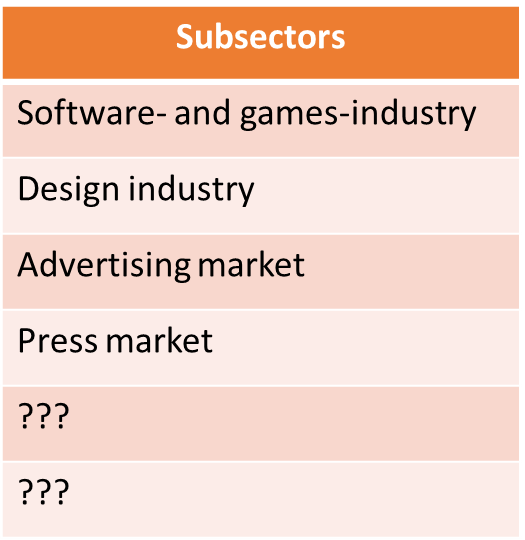 Subsectors
Software- and games-industry
Design industry
Advertising market
Press market
???
???